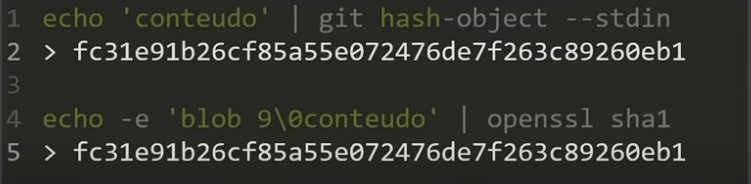 1 echo 'conteudo' | git hash-object --stdin
2 > fc31e91b26cf85a55e072476de7f263c89260eb1
3
4 echo -e 'blob 9\0conteudo' | openssl sha1
5 > fc31e91b26cf85a55e072476de7f263c89260eb1